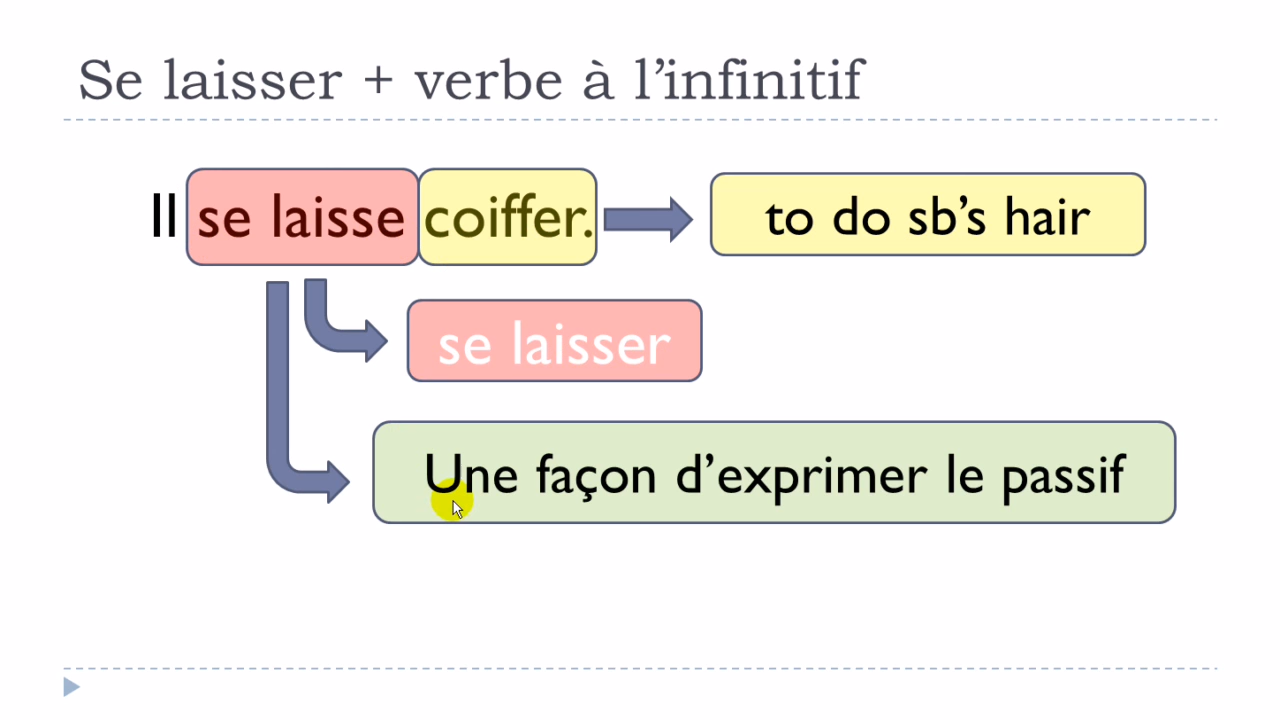 Se laisser + verbe à l’infinitif
Il se laisse coiffer.
to do sb’s hair
se laisser
Une façon d’exprimer le passif